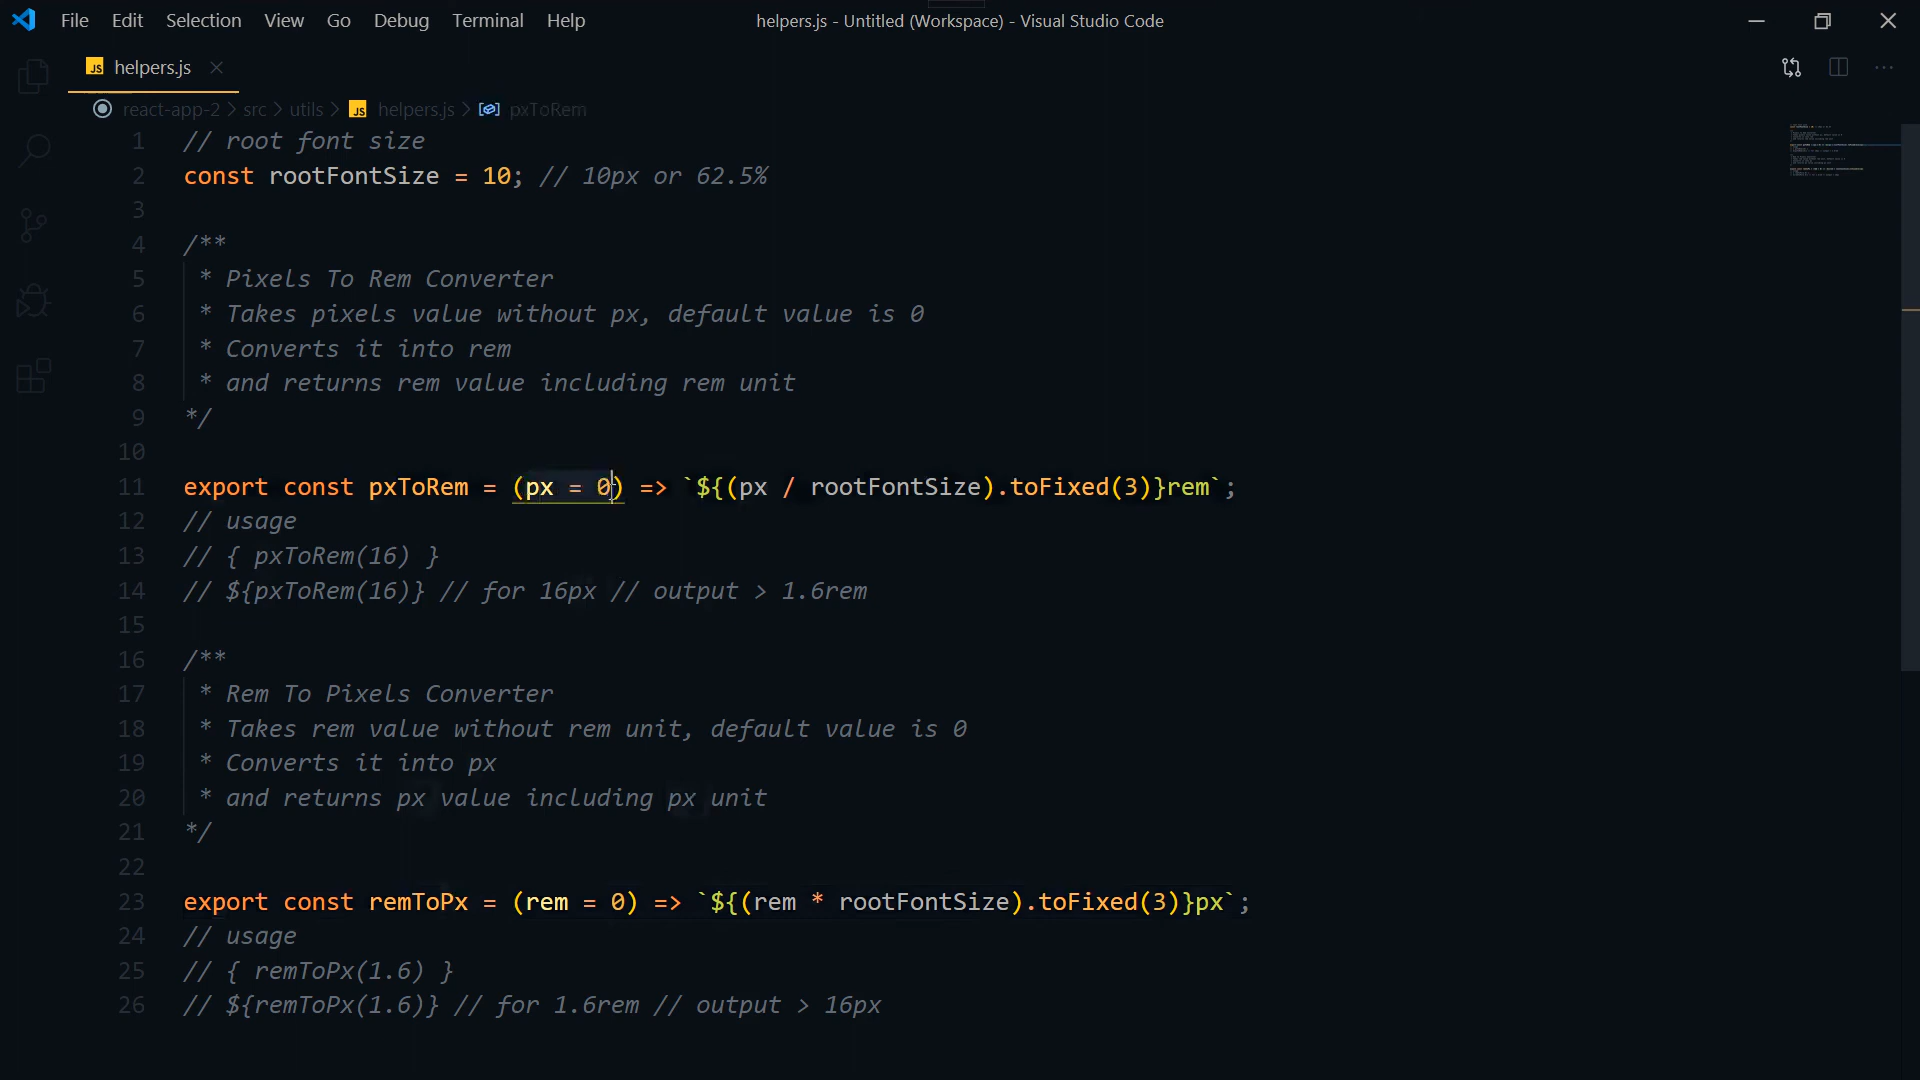 File Edit Selection View Go Debug Terminal Help helpers.js - Untitled (Workspace) - Visual Studio Code
JS helpers.js
react-app-2 > src > utils > JS helpers.js > pxToRem
1 // root font size
2 const rootFontSize = 10; // 10px or 62.5%
3
4 /**
5 * Pixels To Rem Converter
6 * Takes pixels value without px, default value is 0
7 * Converts it into rem
8 * and returns rem value including rem unit
9 */
10
11 export const pxToRem = (px = 0) => `${(px / rootFontSize).toFixed(3)}rem`;
12 // usage
13 // { pxToRem(16) }
14 // ${pxToRem(16)} // for 16px // output > 1.6rem
15
16 /**
17 * Rem To Pixels Converter
18 * Takes rem value without rem unit, default value is 0
19 * Converts it into px
20 * and returns px value including px unit
21 */
22
23 export const remToPx = (rem = 0) => `${(rem * rootFontSize).toFixed(3)}px`;
24 // usage
25 // { remToPx(1.6) }
26 // ${remToPx(1.6)} // for 1.6rem // output > 16px